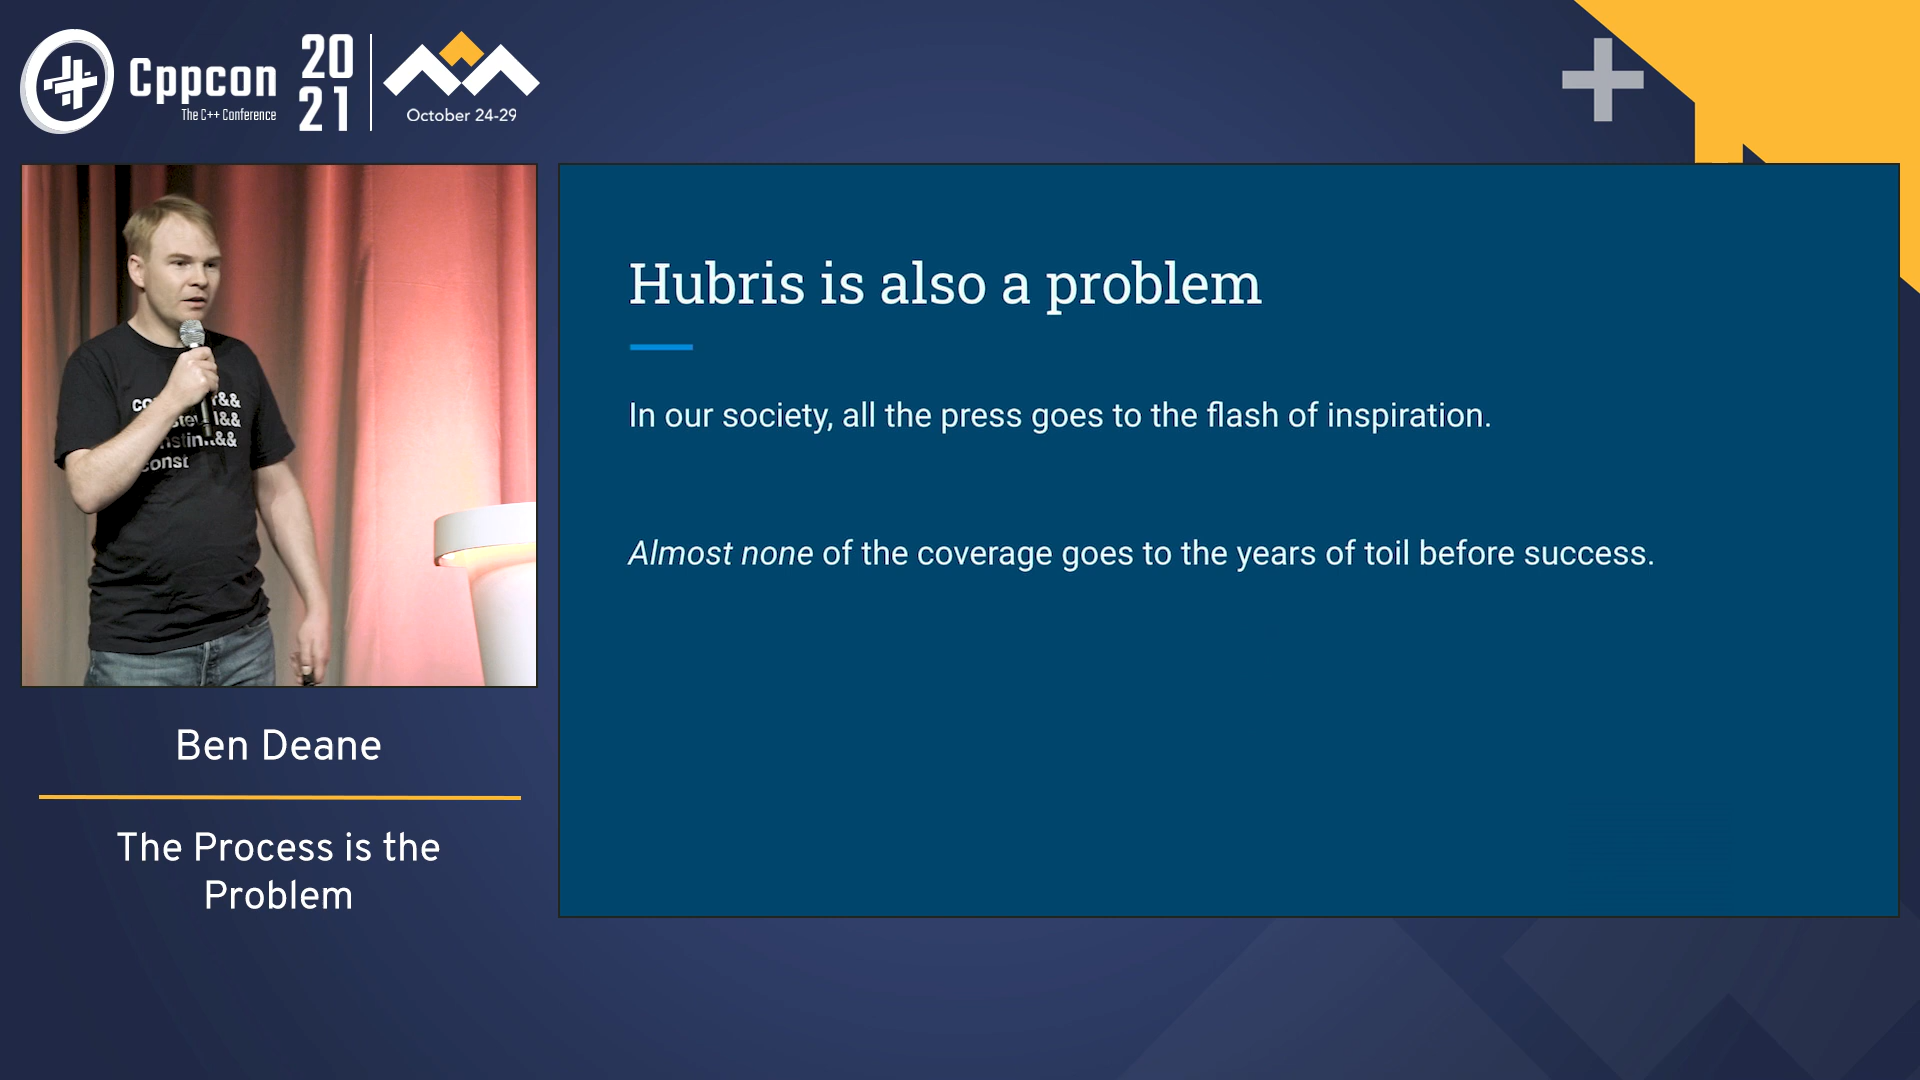 Cppcon
The C++ Conference
20
21
October 24-29
&&
&&
&&
const
Hubris is also a problem
In our society, all the press goes to the flash of inspiration.
Almost none of the coverage goes to the years of toil before success.
Ben Deane
The Process is the
Problem